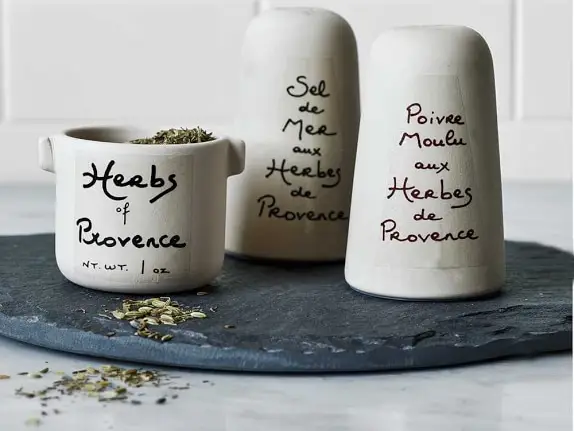 Herbs
of
Provence
NT. WT. 1 oz
Sel
de
Mer
aux
Herbes
de
Provence
Poivre
Moulu
aux
Herbes
de
Provence